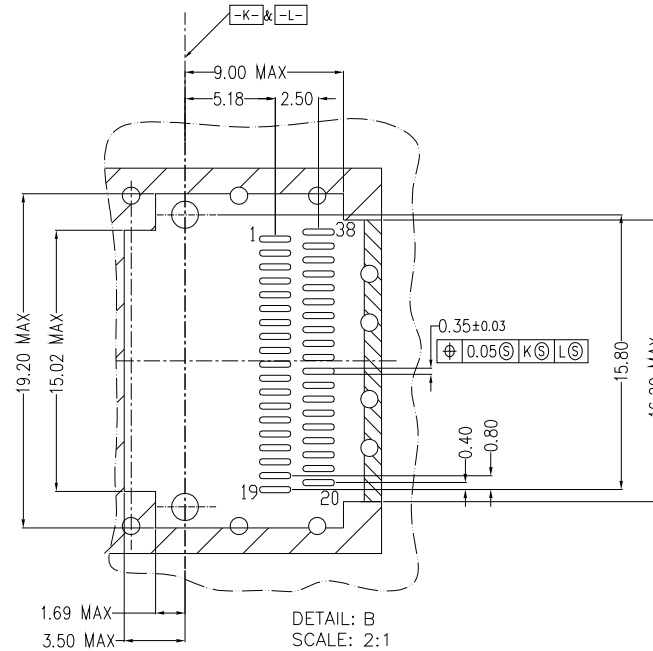 -K- & -L-
9.00 MAX
5.18
2.50
1
38
0.35±0.03
⌖ 0.05Ⓢ KⓈ LⓈ
19.20 MAX
15.02 MAX
15.80
0.40
0.80
19
20
1.69 MAX
3.50 MAX
DETAIL: B
SCALE: 2:1